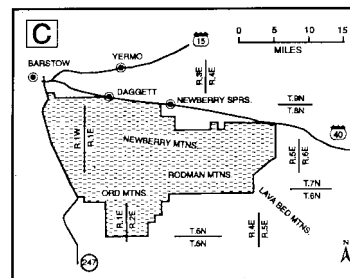 C
15
0 5 10 15
MILES
YERMO
BARSTOW
R.3E
R.4E
DAGGETT
NEWBERRY SPRS.
T.9N
T.8N
40
R.1W
R.1E
NEWBERRY MTNS.
R.5E
R.6E
RODMAN MTNS.
ORD MTNS.
LAVA BED MTNS.
T.7N
T.6N
R.1E
R.2E
T.6N
T.5N
R.4E
R.5E
247
N